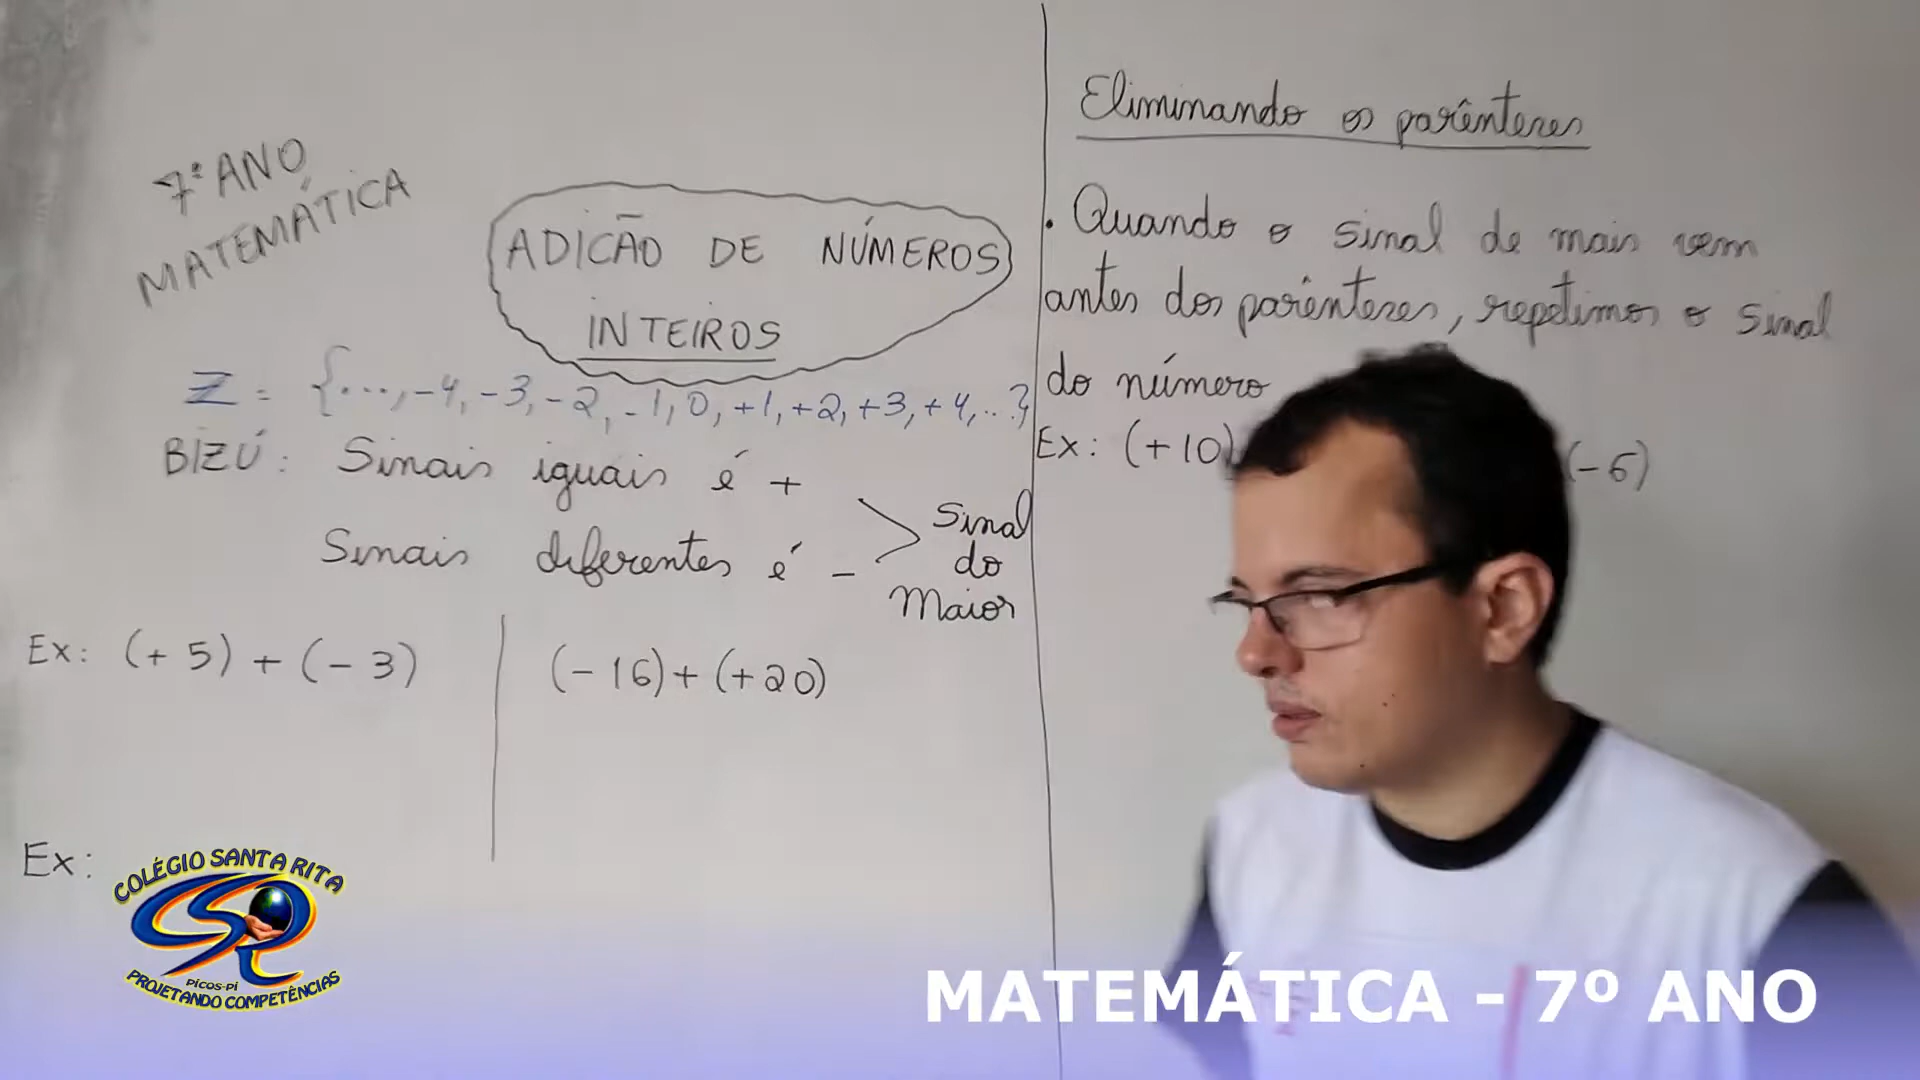 7º ANO
MATEMÁTICA
ADICÃO DE NÚMEROS
INTEIROS
Z = {..., -4, -3, -2, -1, 0, +1, +2, +3, +4, ...}
BIZÚ: Sinais iguais é +
Sinais diferentes é -
Sinal
do
Maior
Ex: (+ 5) + (- 3)
(- 16) + (+ 20)
Ex:
Eliminando os parênteses
. Quando o sinal de mais vem
antes dos parênteses, repetimos o sinal
do número
Ex: (+10)
(-6)
COLÉGIO SANTA RITA
CSR
PICOS-PI
PROJETANDO COMPETÊNCIAS
MATEMÁTICA - 7º ANO